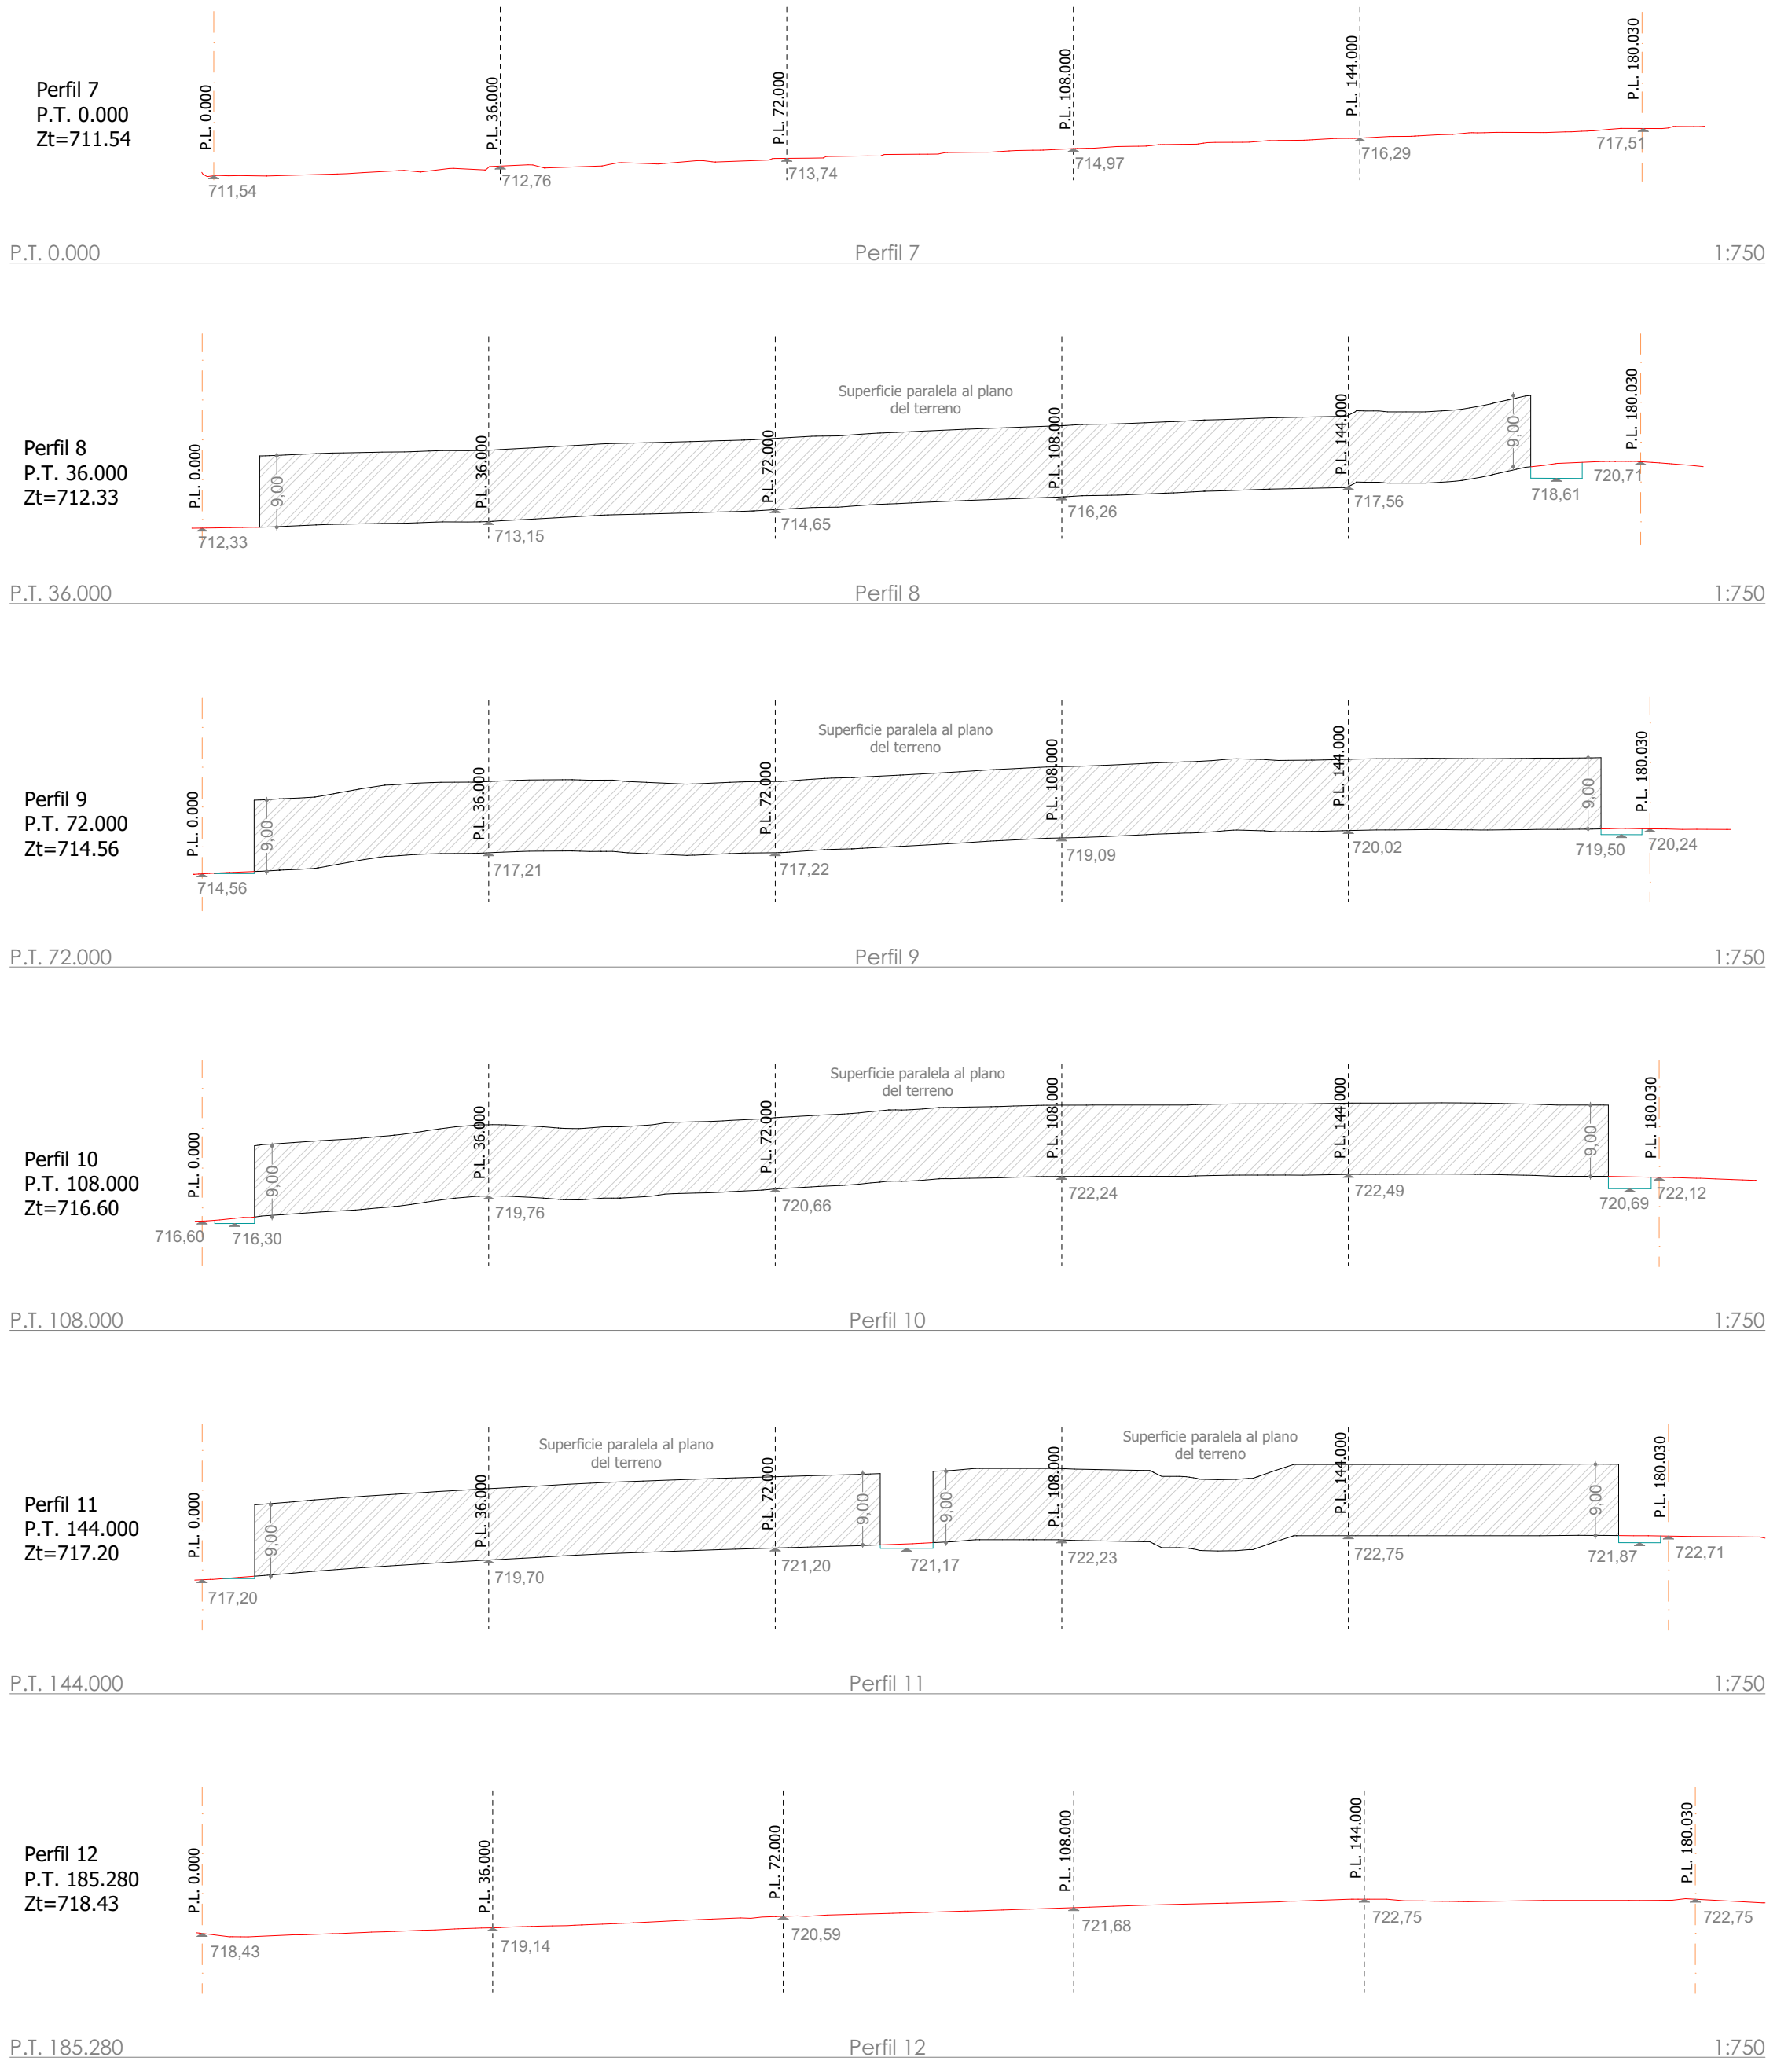 Perfil 7
P.T. 0.000
Zt=711.54
P.L. 0.000
P.L. 36.000
P.L. 72.000
P.L. 108.000
P.L. 144.000
P.L. 180.030
711,54
712,76
713,74
714,97
716,29
717,51
P.T. 0.000 Perfil 7 1:750
Superficie paralela al plano
del terreno
Perfil 8
P.T. 36.000
Zt=712.33
P.L. 0.000
P.L. 36.000
P.L. 72.000
P.L. 108.000
P.L. 144.000
P.L. 180.030
9,00
9,00
712,33
713,15
714,65
716,26
717,56
718,61
720,71
P.T. 36.000 Perfil 8 1:750
Superficie paralela al plano
del terreno
Perfil 9
P.T. 72.000
Zt=714.56
P.L. 0.000
P.L. 36.000
P.L. 72.000
P.L. 108.000
P.L. 144.000
P.L. 180.030
9,00
9,00
714,56
717,21
717,22
719,09
720,02
719,50
720,24
P.T. 72.000 Perfil 9 1:750
Superficie paralela al plano
del terreno
Perfil 10
P.T. 108.000
Zt=716.60
P.L. 0.000
P.L. 36.000
P.L. 72.000
P.L. 108.000
P.L. 144.000
P.L. 180.030
9,00
9,00
716,60
716,30
719,76
720,66
722,24
722,49
720,69
722,12
P.T. 108.000 Perfil 10 1:750
Superficie paralela al plano
del terreno
Superficie paralela al plano
del terreno
Perfil 11
P.T. 144.000
Zt=717.20
P.L. 0.000
P.L. 36.000
P.L. 72.000
P.L. 108.000
P.L. 144.000
P.L. 180.030
9,00
9,00
9,00
9,00
717,20
719,70
721,20
721,17
722,23
722,75
721,87
722,71
P.T. 144.000 Perfil 11 1:750
Perfil 12
P.T. 185.280
Zt=718.43
P.L. 0.000
P.L. 36.000
P.L. 72.000
P.L. 108.000
P.L. 144.000
P.L. 180.030
718,43
719,14
720,59
721,68
722,75
722,75
P.T. 185.280 Perfil 12 1:750